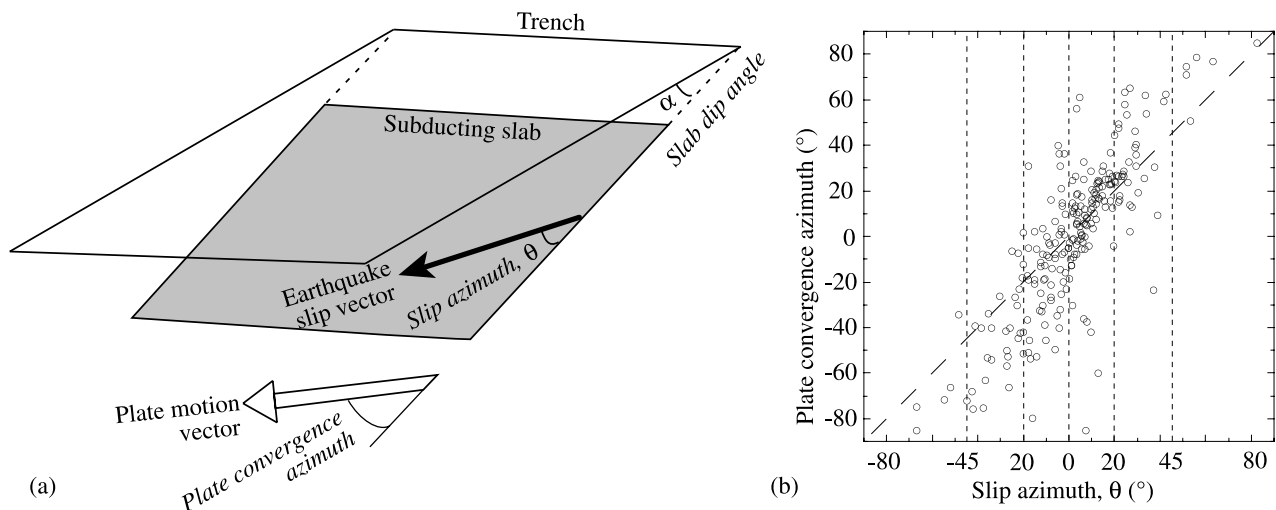 Trench
α
Slab dip angle
Subducting slab
Earthquake
slip vector
Slip azimuth, θ
Plate motion
vector
Plate convergence
azimuth
(a)
80
60
40
20
0
-20
-40
-60
-80
Plate convergence azimuth (°)
-80
-45
20
0
20
45
80
Slip azimuth, θ (°)
(b)